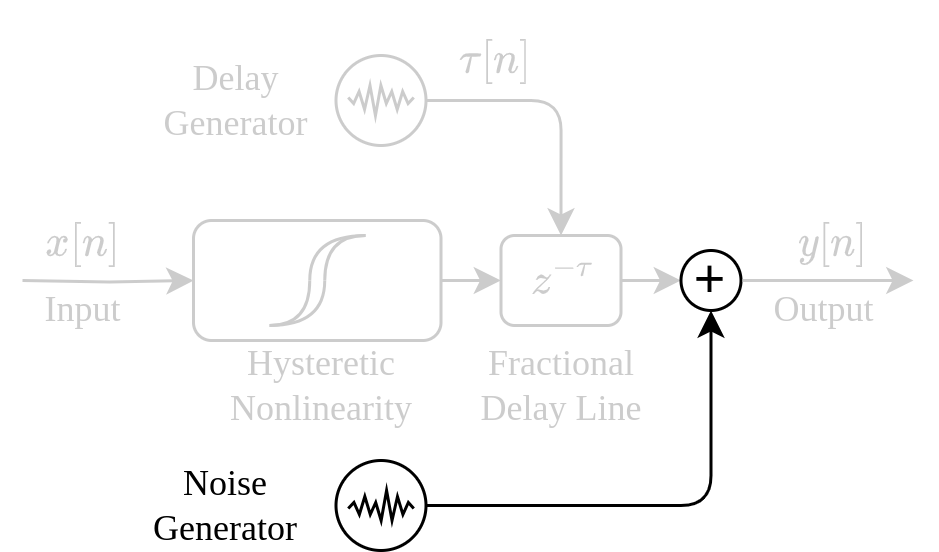 Delay
Generator
τ[n]
x[n]
Input
z^{-τ}
+
y[n]
Output
Hysteretic
Nonlinearity
Fractional
Delay Line
Noise
Generator